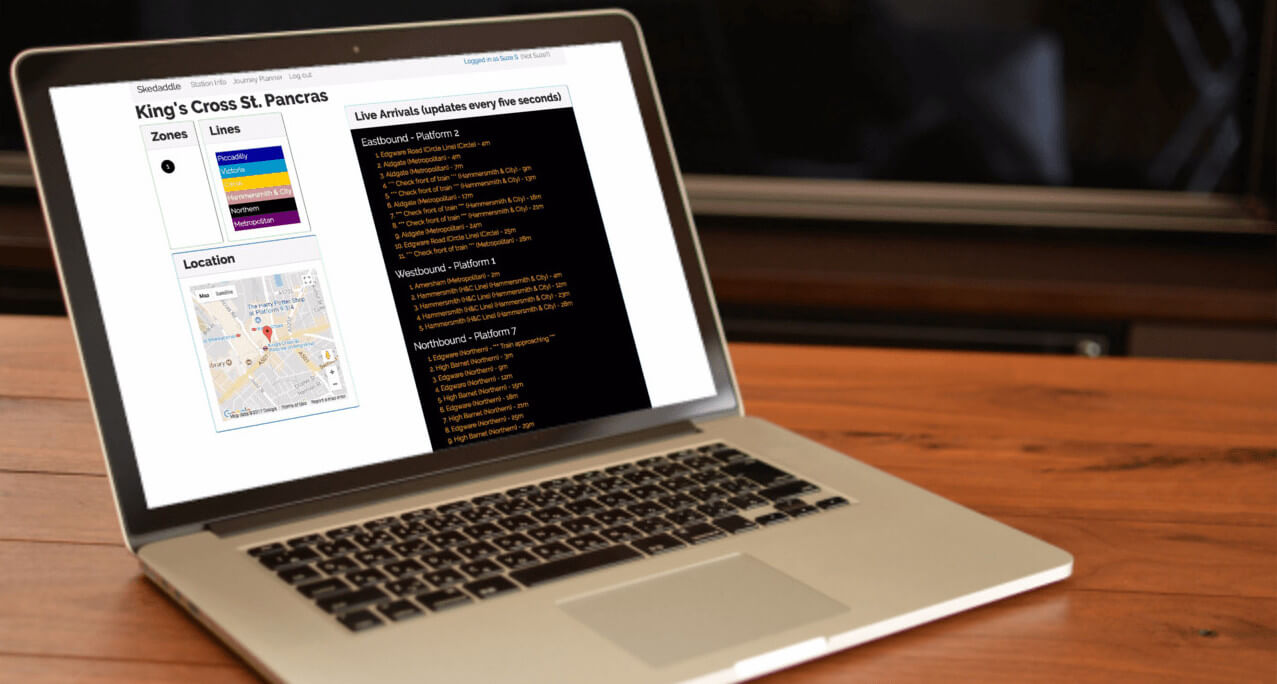 Skedaddle Station Info Journey Planner Log out
Logged in as Suze S (Not Suze?)
King's Cross St. Pancras
Zones
1
Lines
Piccadilly
Victoria
Circle
Hammersmith & City
Northern
Metropolitan
Location
Map Satellite
The Harry Potter Shop
at Platform 9 3/4
A501
Map data ©2017 Google Terms of Use Report a map error
Live Arrivals (updates every five seconds)
Eastbound - Platform 2
1. Edgware Road (Circle Line) (Circle) - 4m
2. Aldgate (Metropolitan) - 4m
3. Aldgate (Metropolitan) - 7m
4. *** Check front of train *** (Hammersmith & City) - 9m
5. *** Check front of train *** (Hammersmith & City) - 13m
6. Aldgate (Metropolitan) - 17m
7. *** Check front of train *** (Hammersmith & City) - 18m
8. *** Check front of train *** (Hammersmith & City) - 21m
9. Aldgate (Metropolitan) - 24m
10. Edgware Road (Circle Line) (Circle) - 25m
11. *** Check front of train *** (Metropolitan) - 28m
Westbound - Platform 1
1. Amersham (Metropolitan) - 2m
2. Hammersmith (H&C Line) (Hammersmith & City) - 4m
3. Hammersmith (H&C Line) (Hammersmith & City) - 12m
4. Hammersmith (H&C Line) (Hammersmith & City) - 23m
5. Hammersmith (H&C Line) (Hammersmith & City) - 28m
Northbound - Platform 7
1. Edgware (Northern) - *** Train approaching ***
2. High Barnet (Northern) - 3m
3. Edgware (Northern) - 9m
4. Edgware (Northern) - 12m
5. High Barnet (Northern) - 15m
6. Edgware (Northern) - 18m
7. High Barnet (Northern) - 21m
8. Edgware (Northern) - 25m
9. High Barnet (Northern) - 29m